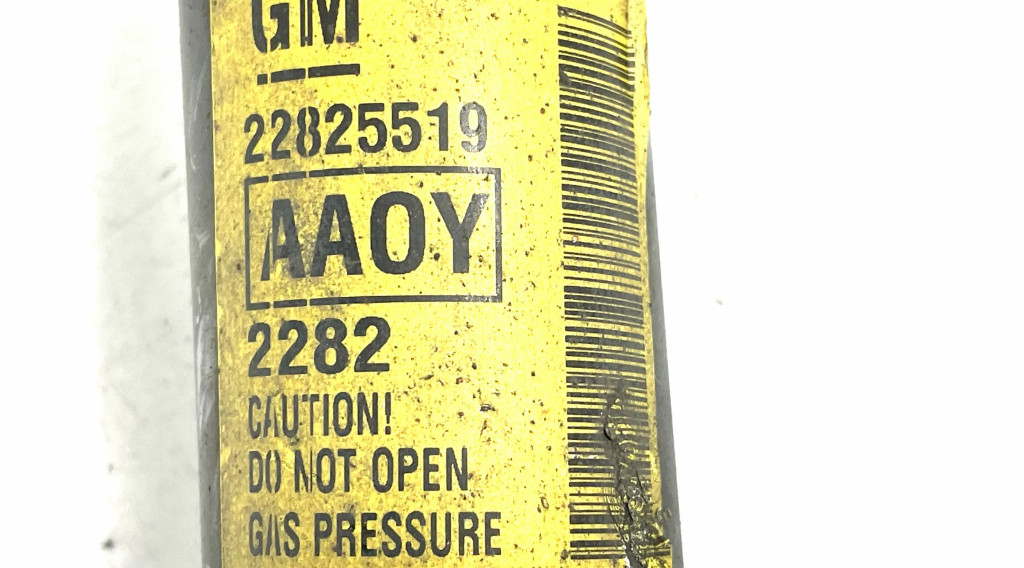 GM
22825519
AAOY
2282
CAUTION!
DO NOT OPEN
GAS PRESSURE